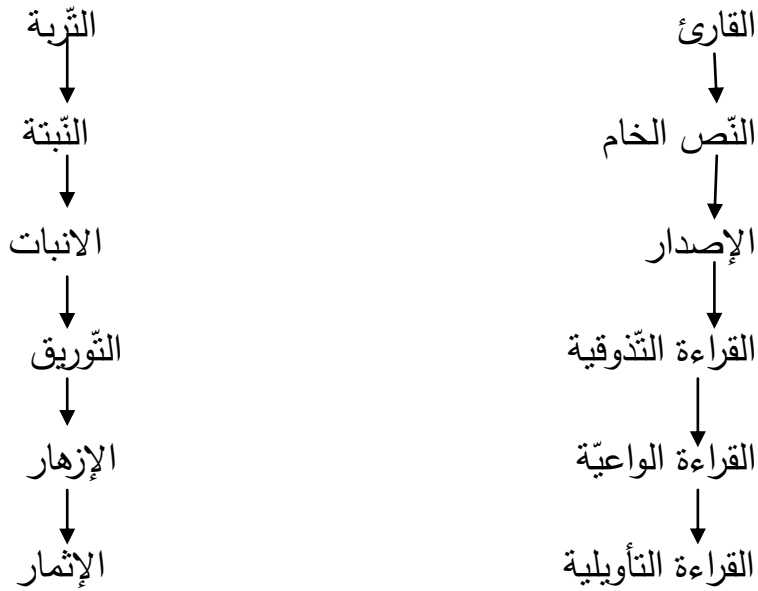 القارئ التّربة
النّص الخام النّبتة
الإصدار الانبات
القراءة التّذوقية التّوريق
القراءة الواعيّة الإزهار
القراءة التأويلية الإثمار